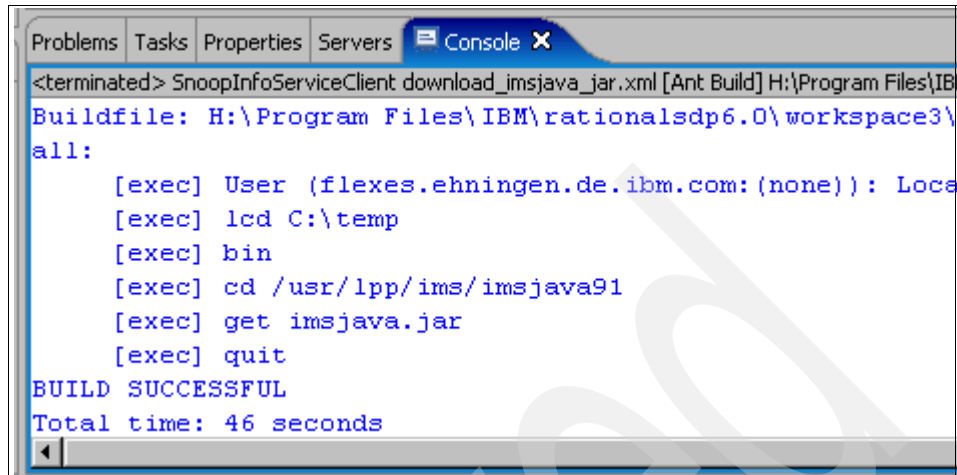 Problems Tasks Properties Servers Console
<terminated> SnoopInfoServiceClient download_imsjava_jar.xml [Ant Build] H:\Program Files\IB
Buildfile: H:\Program Files\IBM\rationalsdp6.0\workspace3\
all:
[exec] User (flexes.ehningen.de.ibm.com:(none)): Loca
[exec] lcd C:\temp
[exec] bin
[exec] cd /usr/lpp/ims/imsjava91
[exec] get imsjava.jar
[exec] quit
BUILD SUCCESSFUL
Total time: 46 seconds